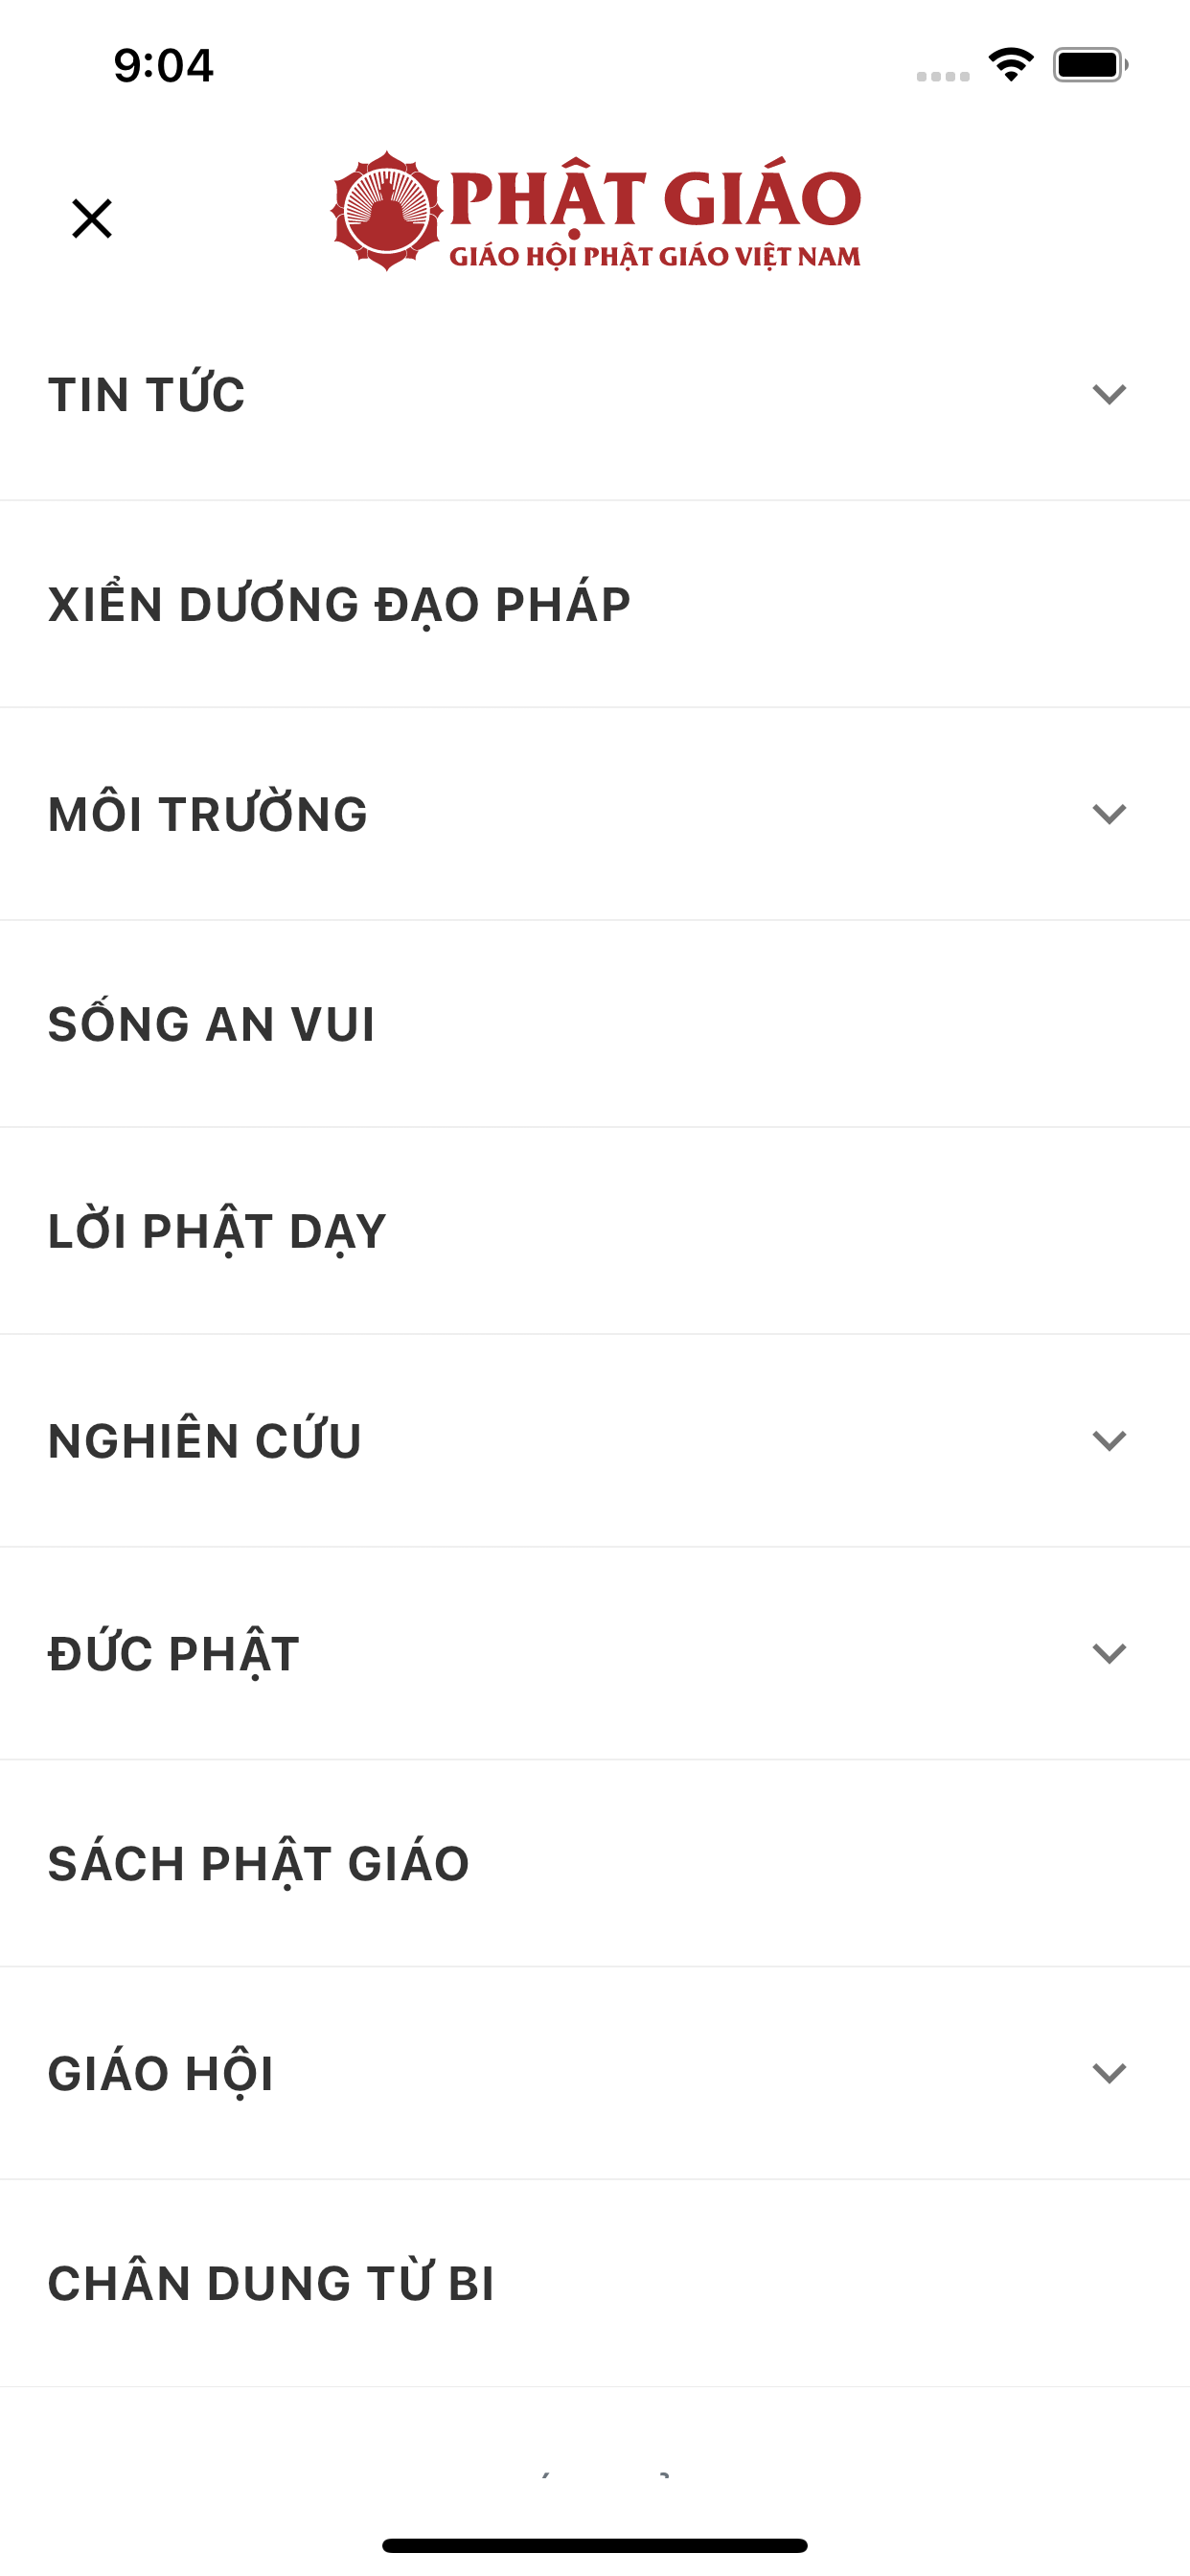 9:04
PHẬT GIÁO
GIÁO HỘI PHẬT GIÁO VIỆT NAM
TIN TỨC
XIỂN DƯƠNG ĐẠO PHÁP
MÔI TRƯỜNG
SỐNG AN VUI
LỜI PHẬT DẠY
NGHIÊN CỨU
ĐỨC PHẬT
SÁCH PHẬT GIÁO
GIÁO HỘI
CHÂN DUNG TỪ BI